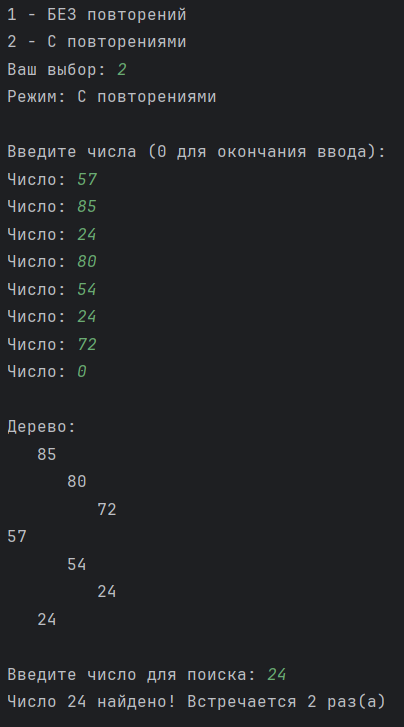 1 - БЕЗ повторений
2 - С повторениями
Ваш выбор: 2
Режим: С повторениями

Введите числа (0 для окончания ввода):
Число: 57
Число: 85
Число: 24
Число: 80
Число: 54
Число: 24
Число: 72
Число: 0

Дерево:
   85
      80
         72
57
      54
         24
   24

Введите число для поиска: 24
Число 24 найдено! Встречается 2 раз(а)